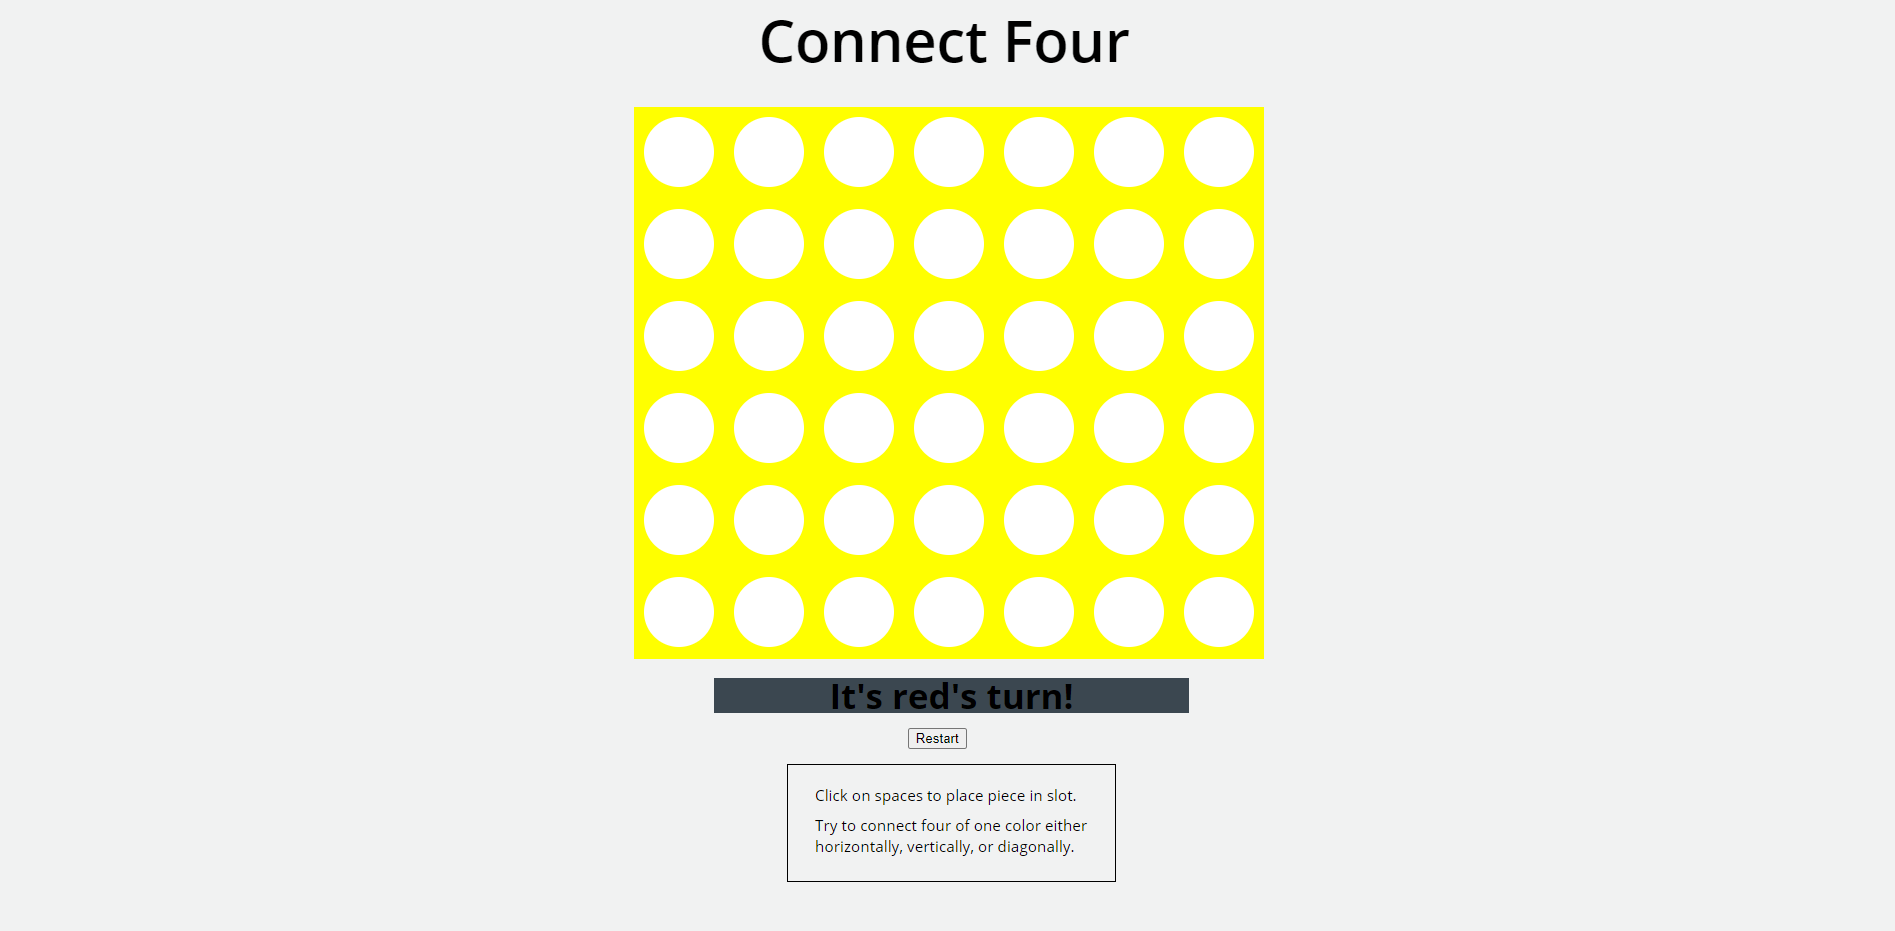 Connect Four
It's red's turn!
Restart
Click on spaces to place piece in slot.
Try to connect four of one color either
horizontally, vertically, or diagonally.